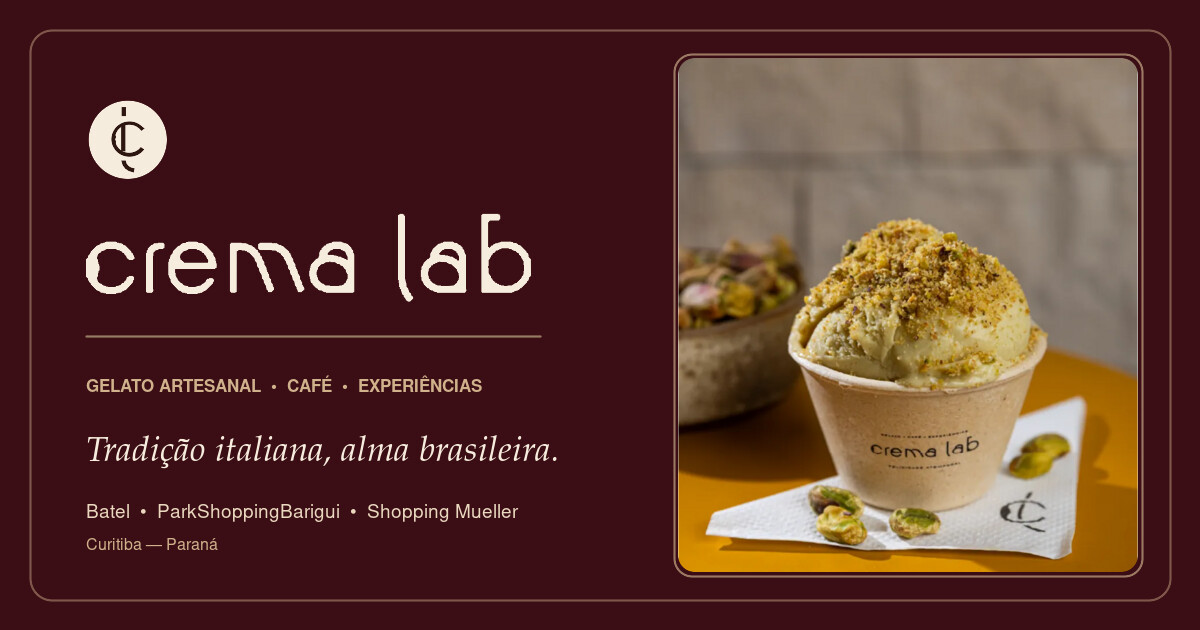 crema lab
GELATO ARTESANAL • CAFÉ • EXPERIÊNCIAS
Tradição italiana, alma brasileira.
Batel • ParkShoppingBarigui • Shopping Mueller
Curitiba — Paraná
crema lab